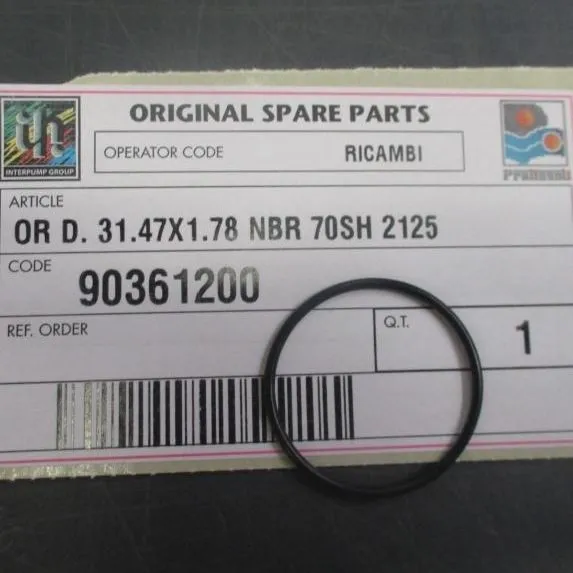 ORIGINAL SPARE PARTS
INTERPUMP GROUP
OPERATOR CODE RICAMBI
ARTICLE
OR D. 31.47X1.78 NBR 70SH 2125
CODE
90361200
REF. ORDER
Q.T. 1